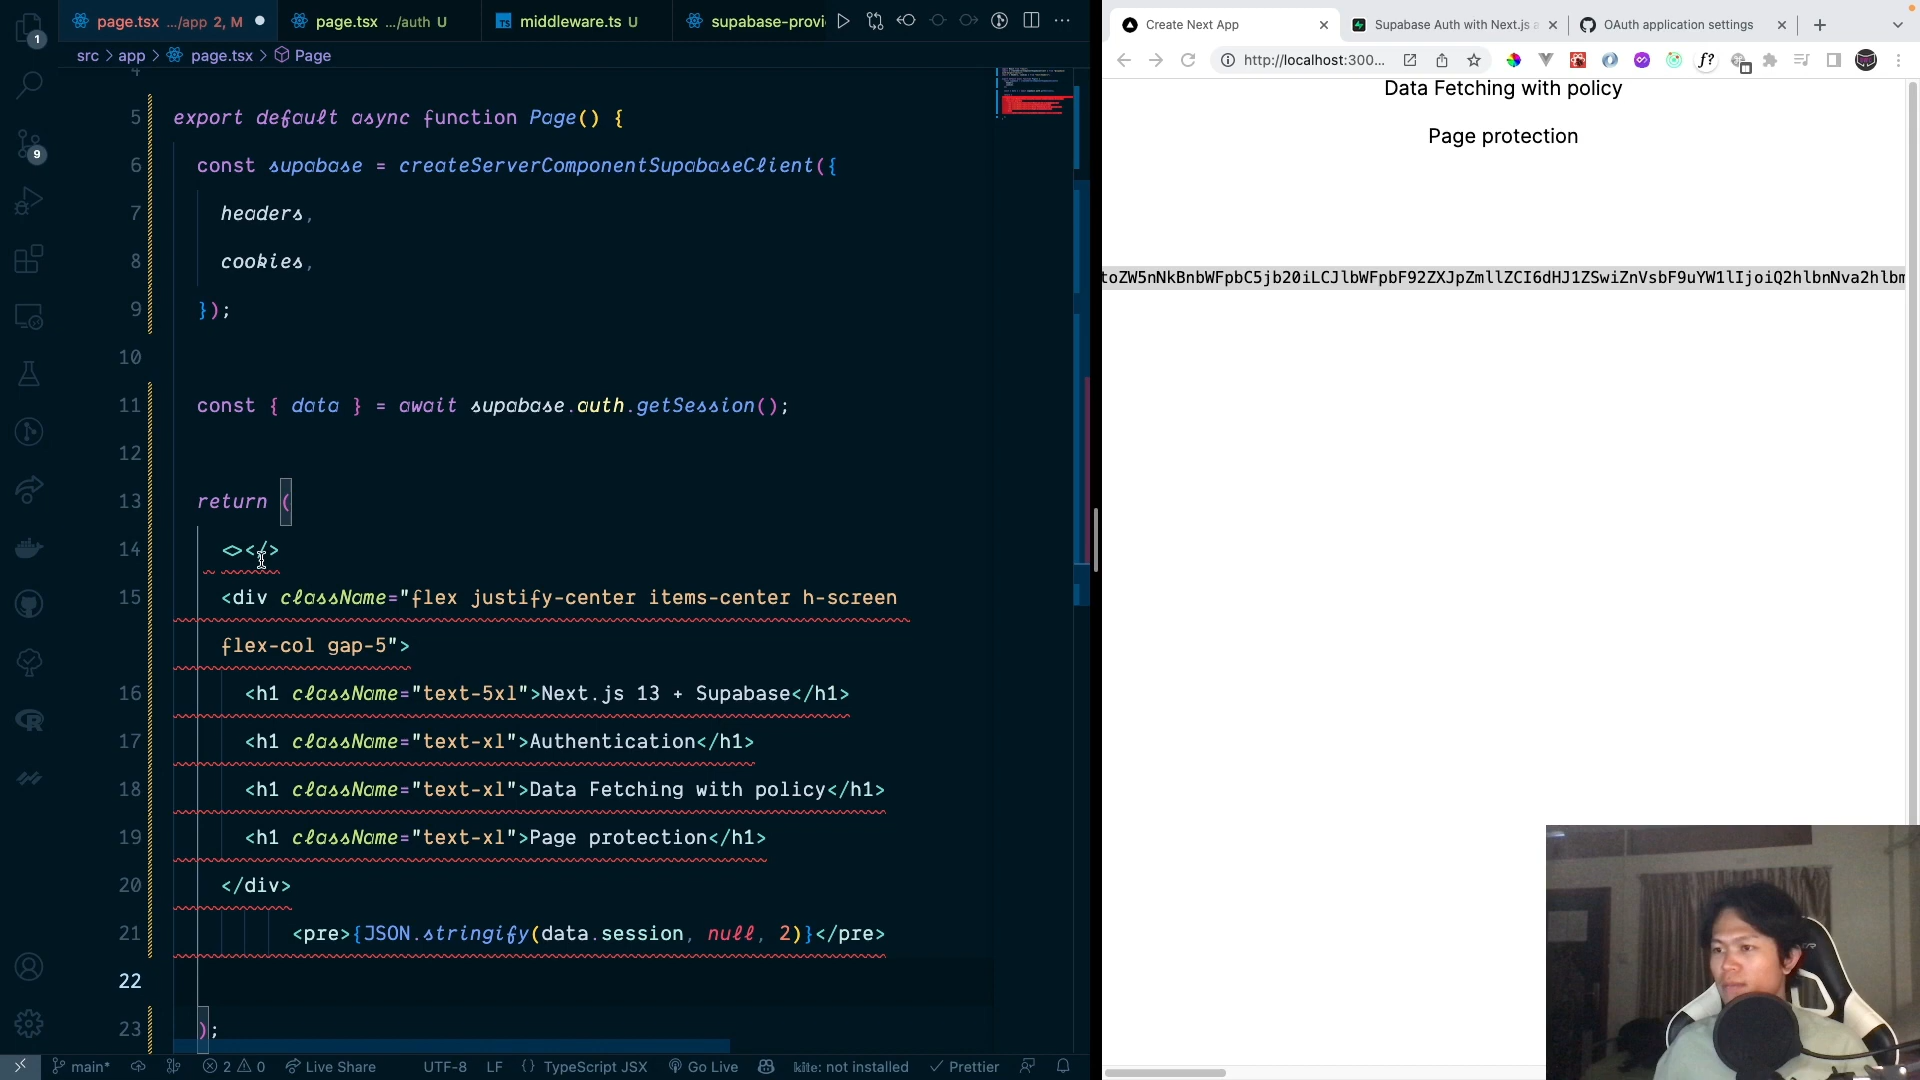 page.tsx .../app 2, M
page.tsx .../auth U
middleware.ts U
supabase-provi
src > app > page.tsx > Page
4
5 export default async function Page() {
6 const supabase = createServerComponentSupabaseClient({
7 headers,
8 cookies,
9 });
10
11 const { data } = await supabase.auth.getSession();
12
13 return (
14 <></>
15 <div className="flex justify-center items-center h-screen
flex-col gap-5">
16 <h1 className="text-5xl">Next.js 13 + Supabase</h1>
17 <h1 className="text-xl">Authentication</h1>
18 <h1 className="text-xl">Data Fetching with policy</h1>
19 <h1 className="text-xl">Page protection</h1>
20 </div>
21 <pre>{JSON.stringify(data.session, null, 2)}</pre>
22
23 );
1
9
main*
2 0
Live Share
UTF-8
LF
{} TypeScript JSX
Go Live
kite: not installed
Prettier
Create Next App
Supabase Auth with Next.js a
OAuth application settings
http://localhost:300...
f?
Data Fetching with policy
Page protection
toZW5nNkBnbWFpbC5jb20iLCJlbWFpbF92ZXJpZmllZCI6dHJ1ZSwiZnVsbF9uYW1lIjoiQ2hlbnNva2hlbm